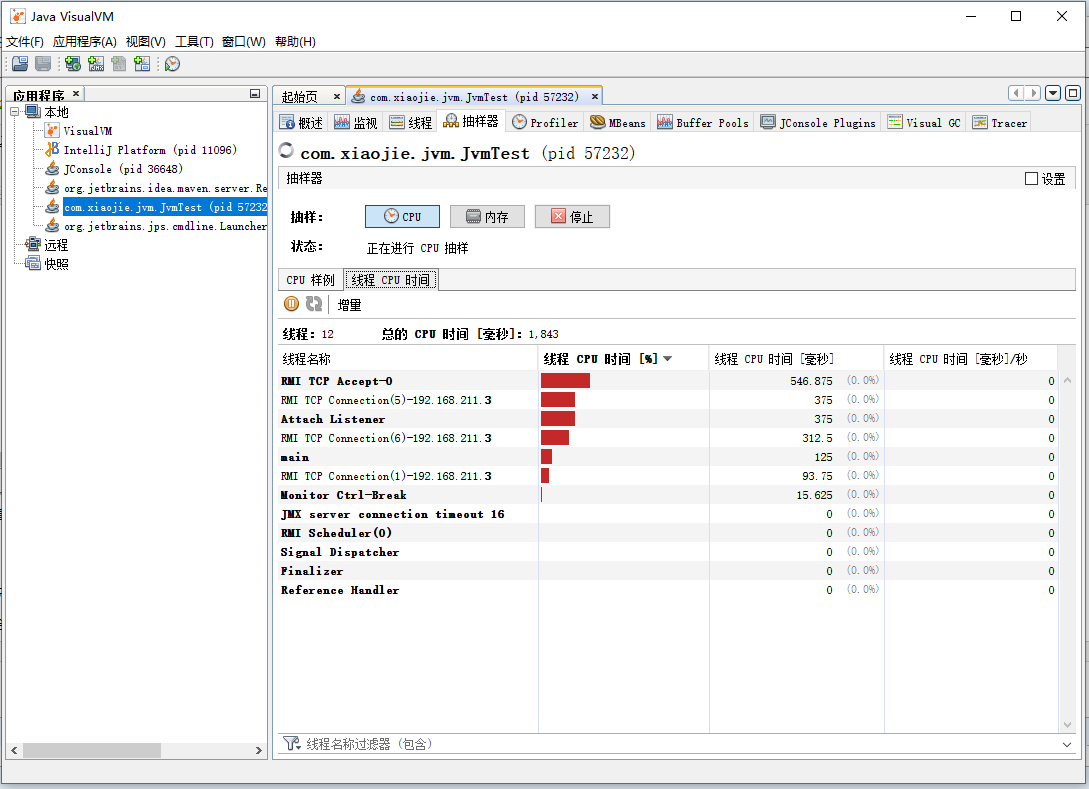 Java VisualVM
文件(F) 应用程序(A) 视图(V) 工具(T) 窗口(W) 帮助(H)
应用程序
本地
VisualVM
IntelliJ Platform (pid 11096)
JConsole (pid 36648)
org.jetbrains.idea.maven.server.Re
com.xiaojie.jvm.JvmTest (pid 57232
org.jetbrains.jps.cmdline.Launcher
远程
快照
起始页 com.xiaojie.jvm.JvmTest (pid 57232)
概述 监视 线程 抽样器 Profiler MBeans Buffer Pools JConsole Plugins Visual GC Tracer
com.xiaojie.jvm.JvmTest (pid 57232)
抽样器 设置
抽样: CPU 内存 停止
状态: 正在进行 CPU 抽样
CPU 样例 线程 CPU 时间
增量
线程: 12 总的 CPU 时间 [毫秒]: 1,843
线程名称 线程 CPU 时间 [%] 线程 CPU 时间 [毫秒] 线程 CPU 时间 [毫秒]/秒
RMI TCP Accept-0 546.875 (0.0%) 0
RMI TCP Connection(5)-192.168.211.3 375 (0.0%) 0
Attach Listener 375 (0.0%) 0
RMI TCP Connection(6)-192.168.211.3 312.5 (0.0%) 0
main 125 (0.0%) 0
RMI TCP Connection(1)-192.168.211.3 93.75 (0.0%) 0
Monitor Ctrl-Break 15.625 (0.0%) 0
JMX server connection timeout 16 0 (0.0%) 0
RMI Scheduler(0) 0 (0.0%) 0
Signal Dispatcher 0 (0.0%) 0
Finalizer 0 (0.0%) 0
Reference Handler 0 (0.0%) 0
线程名称过滤器 (包含)